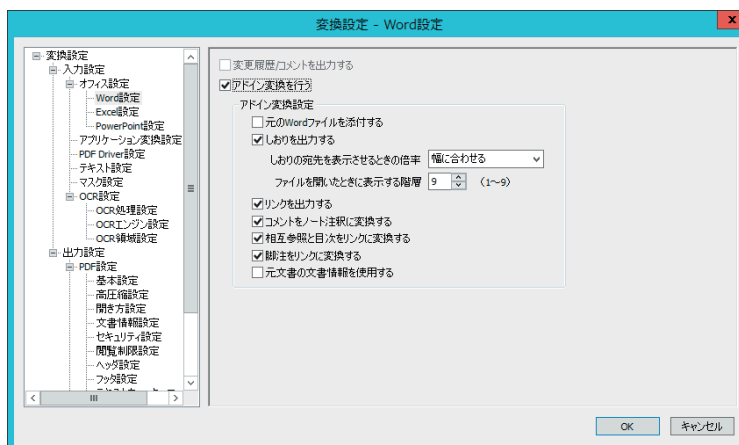 変換設定 - Word設定
x
変換設定
入力設定
オフィス設定
Word設定
Excel設定
PowerPoint設定
アプリケーション変換設定
PDF Driver設定
テキスト設定
マスク設定
OCR設定
OCR処理設定
OCRエンジン設定
OCR領域設定
出力設定
PDF設定
基本設定
高圧縮設定
開き方設定
文書情報設定
セキュリティ設定
閲覧制限設定
ヘッダ設定
フッタ設定
変更履歴/コメントを出力する
アドイン変換を行う
アドイン変換設定
元のWordファイルを添付する
しおりを出力する
しおりの宛先を表示させるときの倍率 幅に合わせる
ファイルを開いたときに表示する階層 9 (1~9)
リンクを出力する
コメントをノート注釈に変換する
相互参照と目次をリンクに変換する
脚注をリンクに変換する
元文書の文書情報を使用する
OK キャンセル